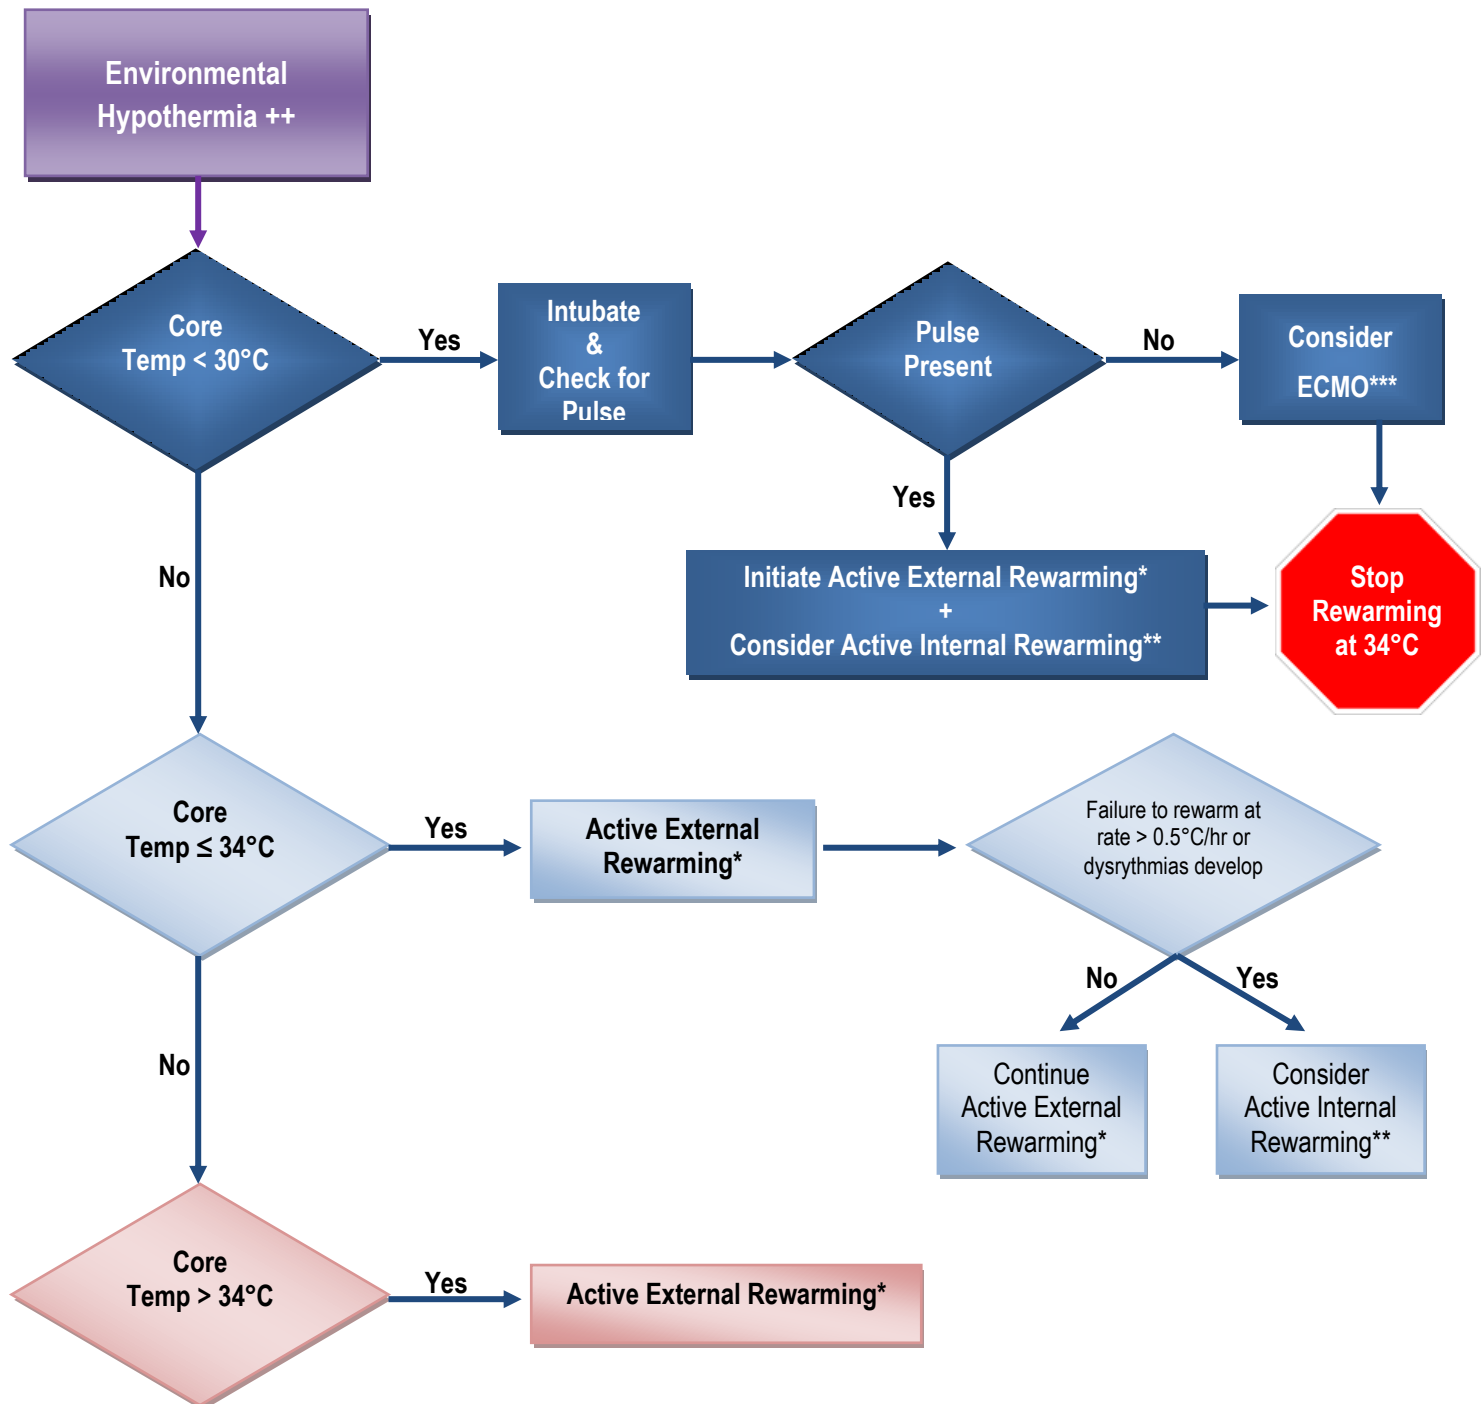 Environmental
Hypothermia ++
Core
Temp < 30°C
Yes
Intubate
&
Check for
Pulse
Pulse
Present
No
Consider
ECMO***
Yes
No
Initiate Active External Rewarming*
+
Consider Active Internal Rewarming**
Stop
Rewarming
at 34°C
Core
Temp ≤ 34°C
Yes
Active External
Rewarming*
Failure to rewarm at
rate > 0.5°C/hr or
dysrythmias develop
No
Yes
No
Continue
Active External
Rewarming*
Consider
Active Internal
Rewarming**
Core
Temp > 34°C
Yes
Active External Rewarming*